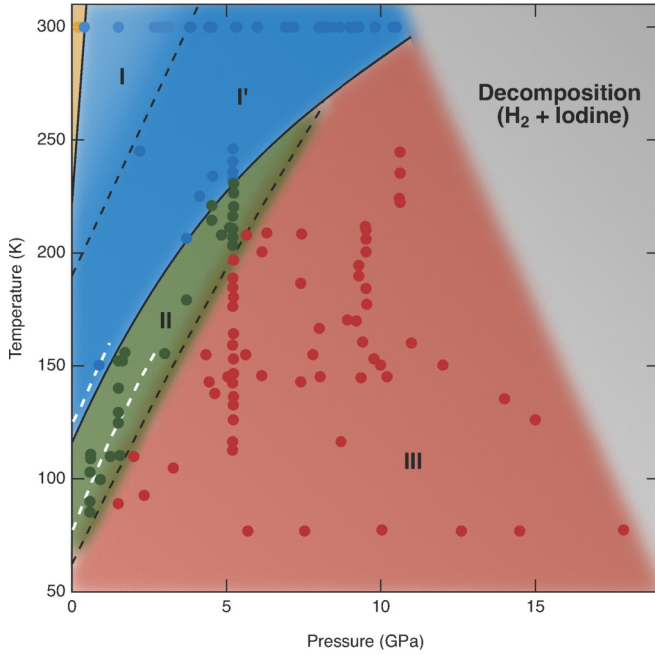 300
250
200
150
100
50
0
5
10
15
Temperature (K)
Pressure (GPa)
I
I'
II
III
Decomposition
(H₂ + Iodine)